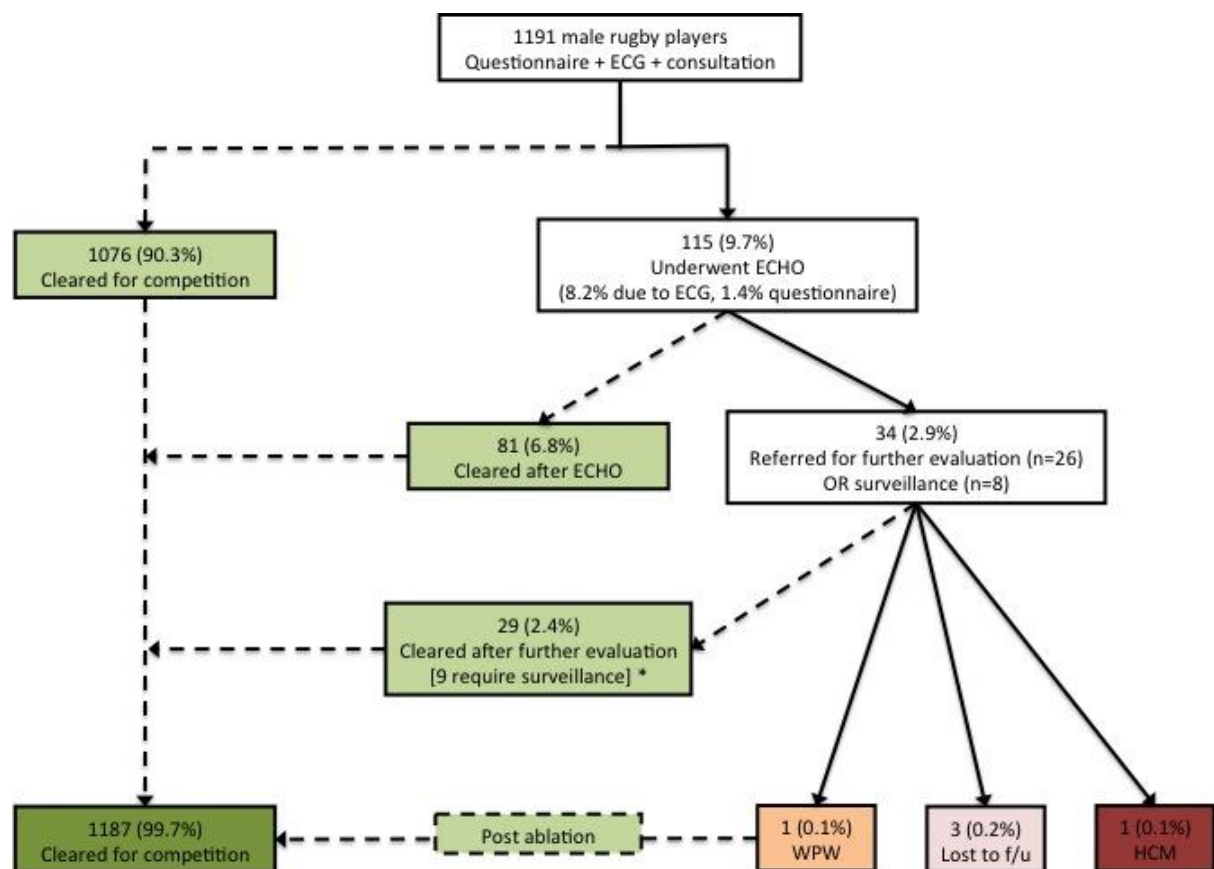 1191 male rugby players
Questionnaire + ECG + consultation
1076 (90.3%)
Cleared for competition
115 (9.7%)
Underwent ECHO
(8.2% due to ECG, 1.4% questionnaire)
81 (6.8%)
Cleared after ECHO
34 (2.9%)
Referred for further evaluation (n=26)
OR surveillance (n=8)
29 (2.4%)
Cleared after further evaluation
[9 require surveillance] *
1187 (99.7%)
Cleared for competition
Post ablation
1 (0.1%)
WPW
3 (0.2%)
Lost to f/u
1 (0.1%)
HCM